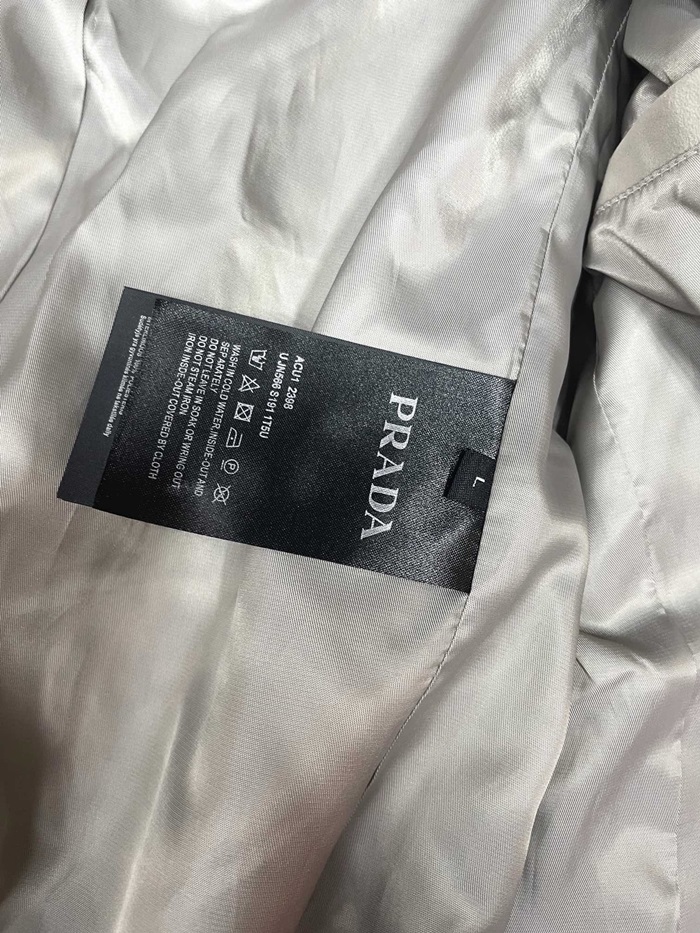 PRADA
L
ACU1 2398
UJN566 S191 1T5U
WASH IN COLD WATER,INSIDE-OUT AND
SEPARATELY
DO NOT LEAVE IN SOAK OR WRING OUT
DO NOT STEAM IRON
IRON INSIDE-OUT COVERED BY CLOTH